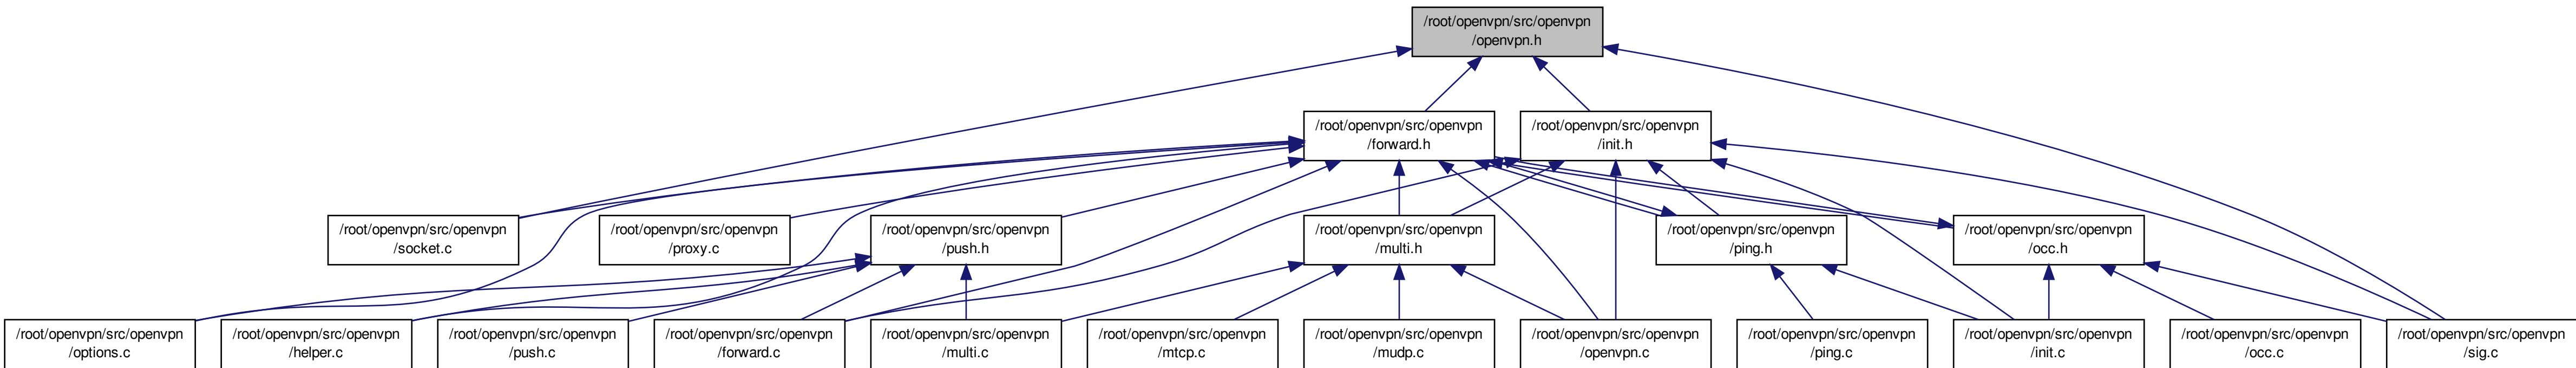 /root/openvpn/src/openvpn
/openvpn.h
/root/openvpn/src/openvpn
/forward.h
/root/openvpn/src/openvpn
/init.h
/root/openvpn/src/openvpn
/socket.c
/root/openvpn/src/openvpn
/proxy.c
/root/openvpn/src/openvpn
/push.h
/root/openvpn/src/openvpn
/multi.h
/root/openvpn/src/openvpn
/ping.h
/root/openvpn/src/openvpn
/occ.h
/root/openvpn/src/openvpn
/options.c
/root/openvpn/src/openvpn
/helper.c
/root/openvpn/src/openvpn
/push.c
/root/openvpn/src/openvpn
/forward.c
/root/openvpn/src/openvpn
/multi.c
/root/openvpn/src/openvpn
/mtcp.c
/root/openvpn/src/openvpn
/mudp.c
/root/openvpn/src/openvpn
/openvpn.c
/root/openvpn/src/openvpn
/ping.c
/root/openvpn/src/openvpn
/init.c
/root/openvpn/src/openvpn
/occ.c
/root/openvpn/src/openvpn
/sig.c